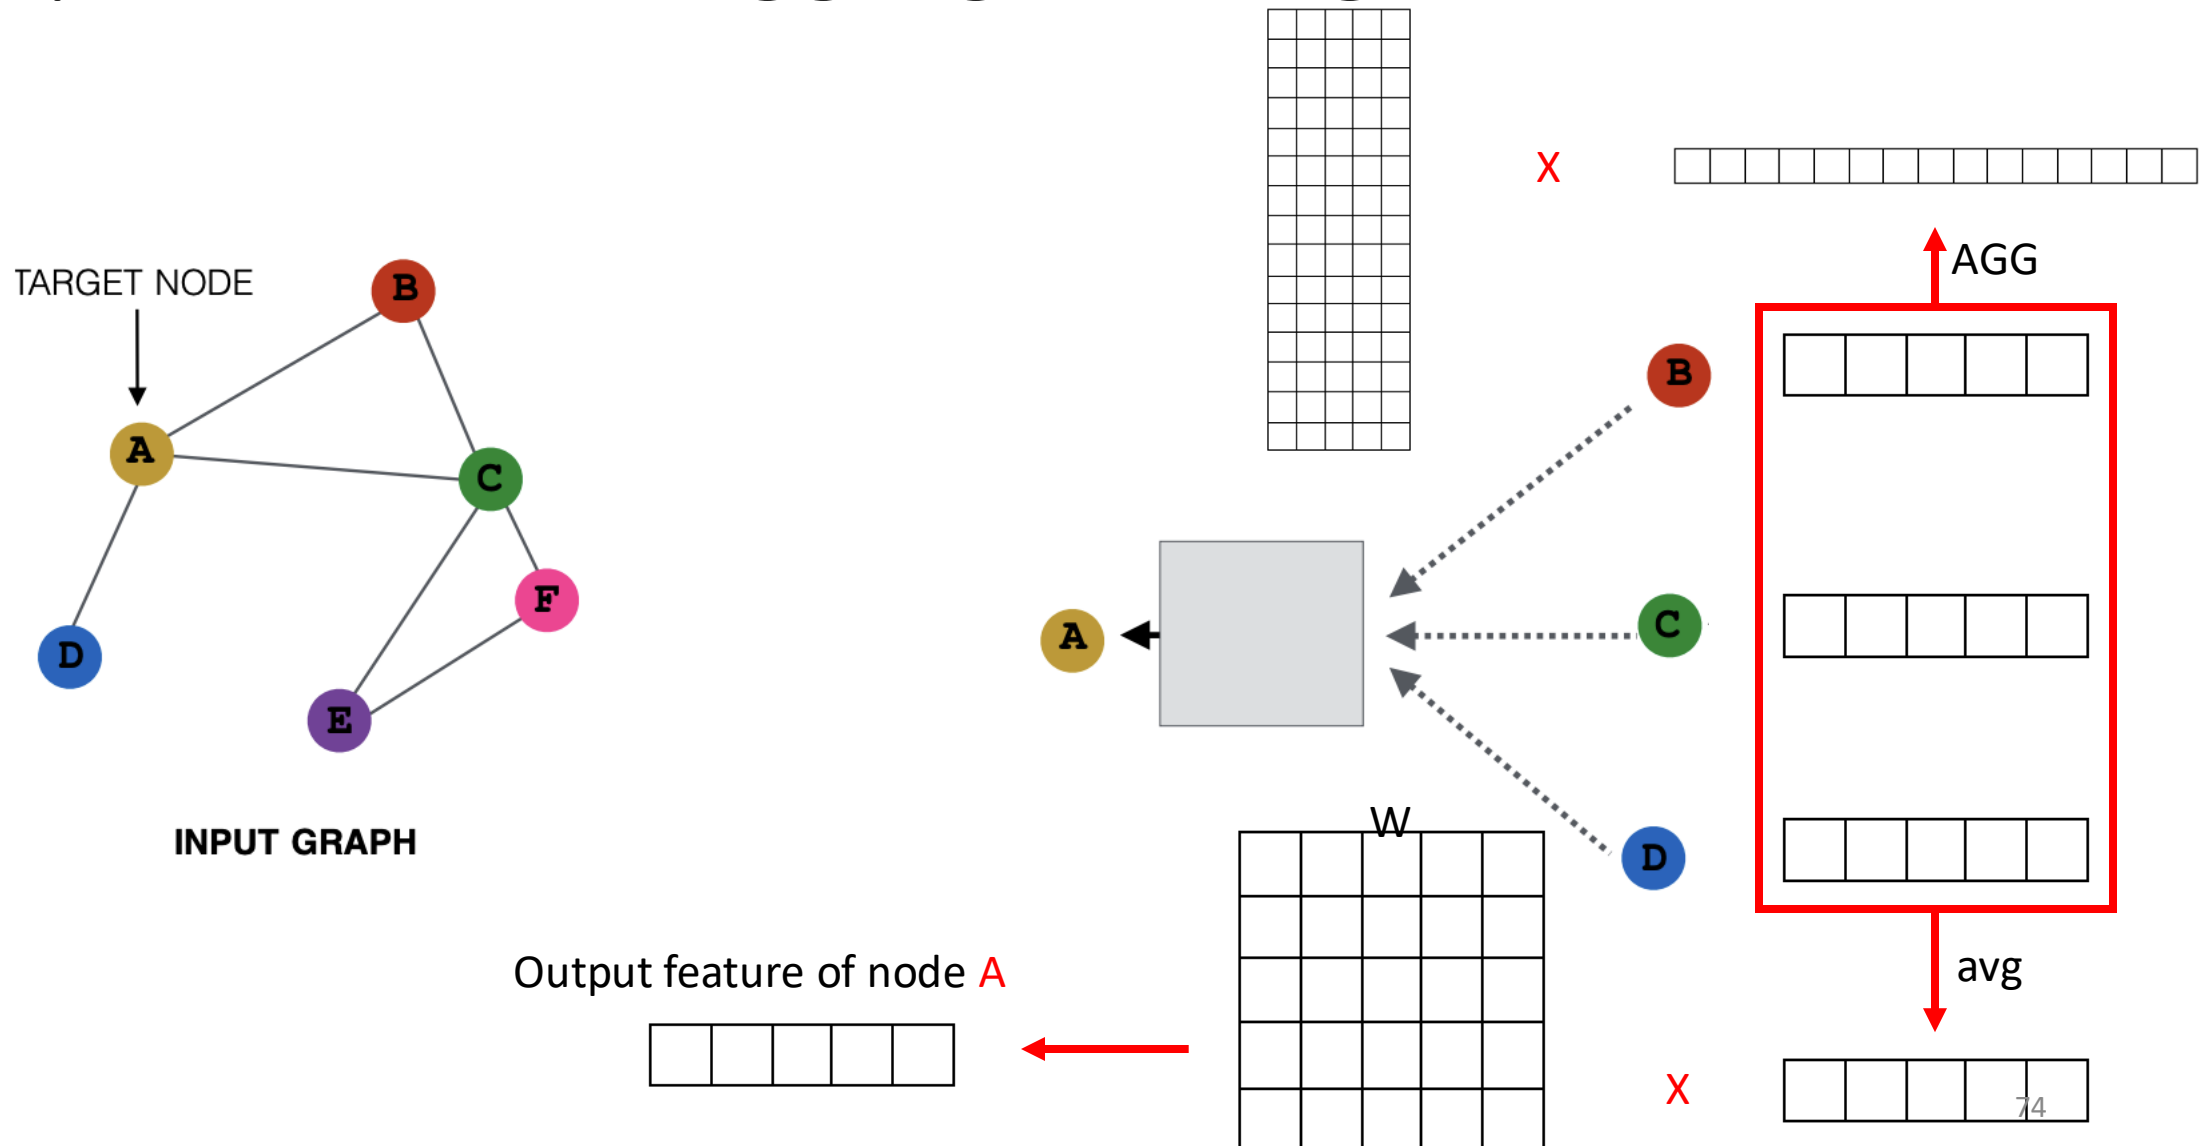 TARGET NODE
B
A
C
F
D
E
INPUT GRAPH
X
AGG
B
A
C
D
W
Output feature of node A
avg
X
74